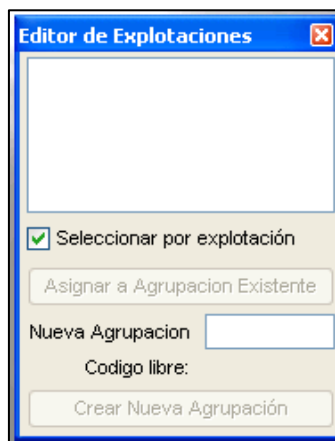 Editor de Explotaciones
Seleccionar por explotación
Asignar a Agrupacion Existente
Nueva Agrupacion
Codigo libre:
Crear Nueva Agrupación